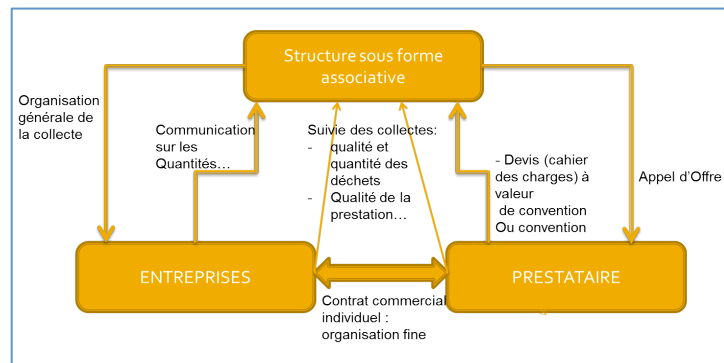 Structure sous forme
associative
Organisation
générale de
la collecte
Communication
sur les
Quantités…
Suivie des collectes:
- qualité et
quantité des
déchets
- Qualité de la
prestation…
- Devis (cahier
des charges) à
valeur
de convention
Ou convention
Appel d’Offre
ENTREPRISES
PRESTATAIRE
Contrat commercial
individuel :
organisation fine